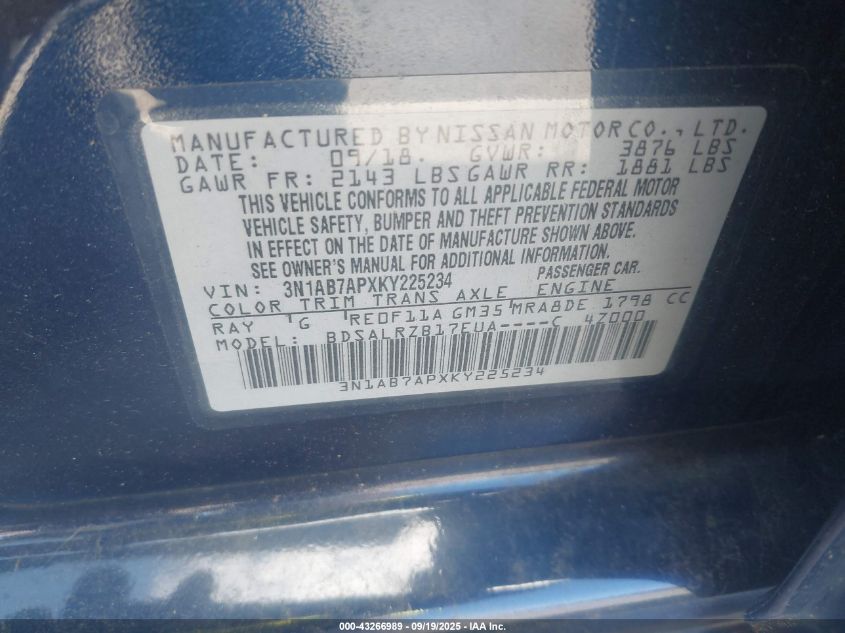 MANUFACTURED BY NISSAN MOTOR CO., LTD.
DATE: 09/18. GVWR: 3876 LBS
GAWR FR: 2143 LBS GAWR RR: 1881 LBS
THIS VEHICLE CONFORMS TO ALL APPLICABLE FEDERAL MOTOR
VEHICLE SAFETY, BUMPER AND THEFT PREVENTION STANDARDS
IN EFFECT ON THE DATE OF MANUFACTURE SHOWN ABOVE.
SEE OWNER'S MANUAL FOR ADDITIONAL INFORMATION.
VIN: 3N1AB7APXKY225234 PASSENGER CAR.
COLOR TRIM TRANS AXLE ENGINE
RAY G RE0F11A GM35 MRA8DE 1798 CC
MODEL: BDSALRZB17EUA----C 47000
3N1AB7APXKY225234
000-43266989 - 09/19/2025 - IAA Inc.